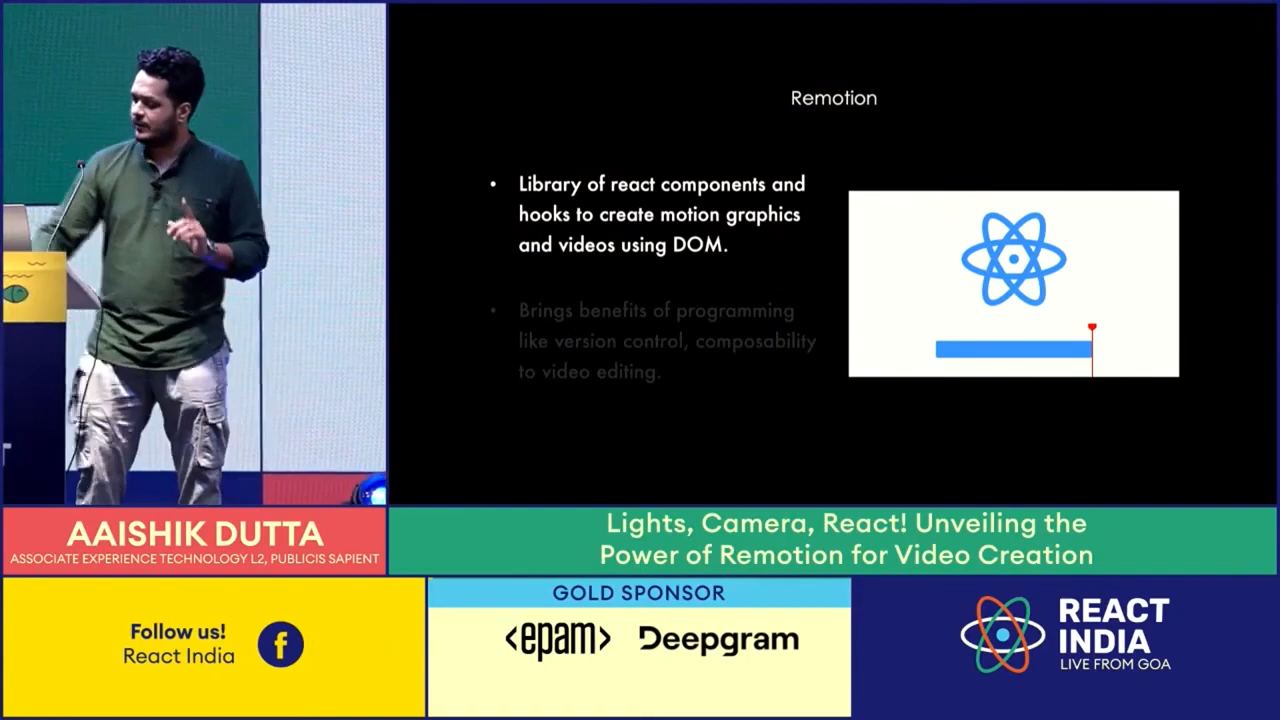 Remotion
• Library of react components and
hooks to create motion graphics
and videos using DOM.
• Brings benefits of programming
like version control, composability
to video editing.
AAISHIK DUTTA
ASSOCIATE EXPERIENCE TECHNOLOGY L2, PUBLICIS SAPIENT
Lights, Camera, React! Unveiling the
Power of Remotion for Video Creation
Follow us!
React India
GOLD SPONSOR
<epam> Deepgram
REACT
INDIA
LIVE FROM GOA